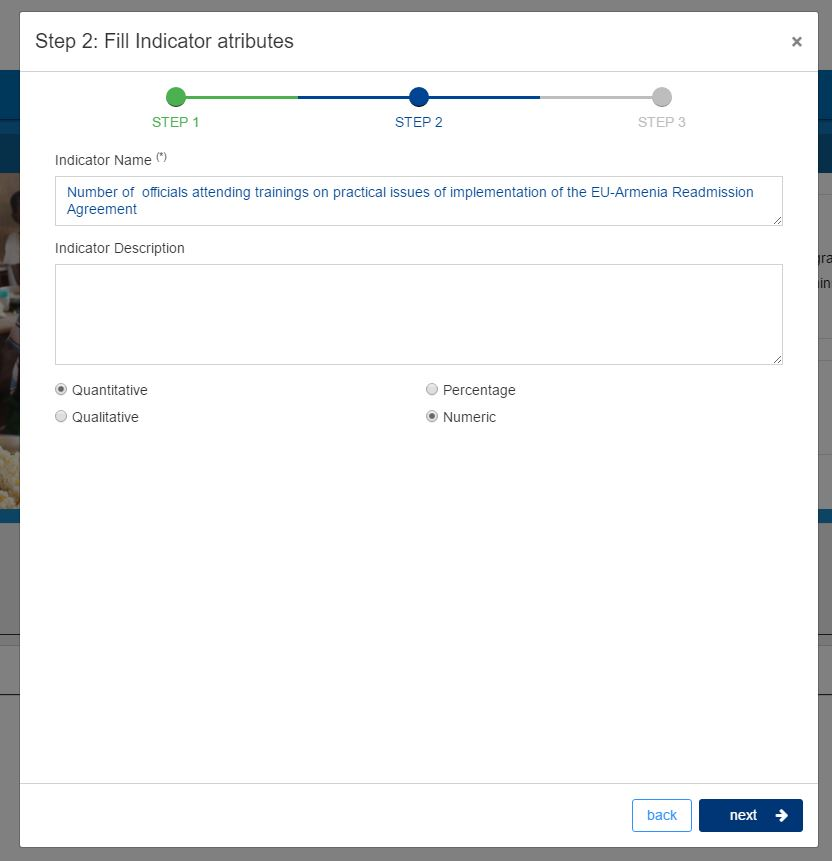 Step 2: Fill Indicator atributes
×
STEP 1
STEP 2
STEP 3
Indicator Name (*)
Number of  officials attending trainings on practical issues of implementation of the EU-Armenia Readmission
Agreement
Indicator Description
Quantitative
Percentage
Qualitative
Numeric
back
next